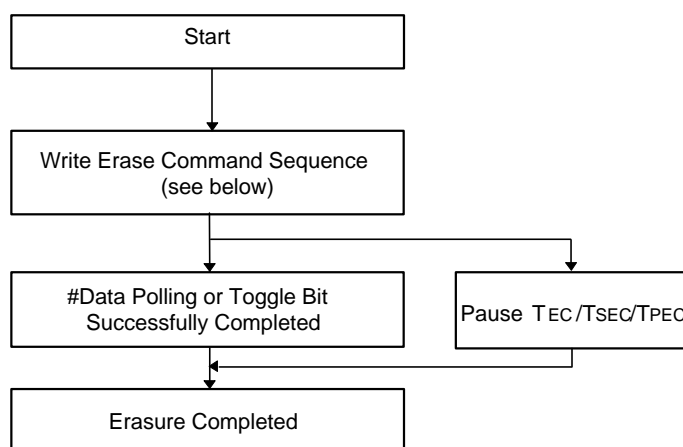 Start
Write Erase Command Sequence
(see below)
#Data Polling or Toggle Bit
Successfully Completed
Pause TEC/TSEC/TPEC
Erasure Completed